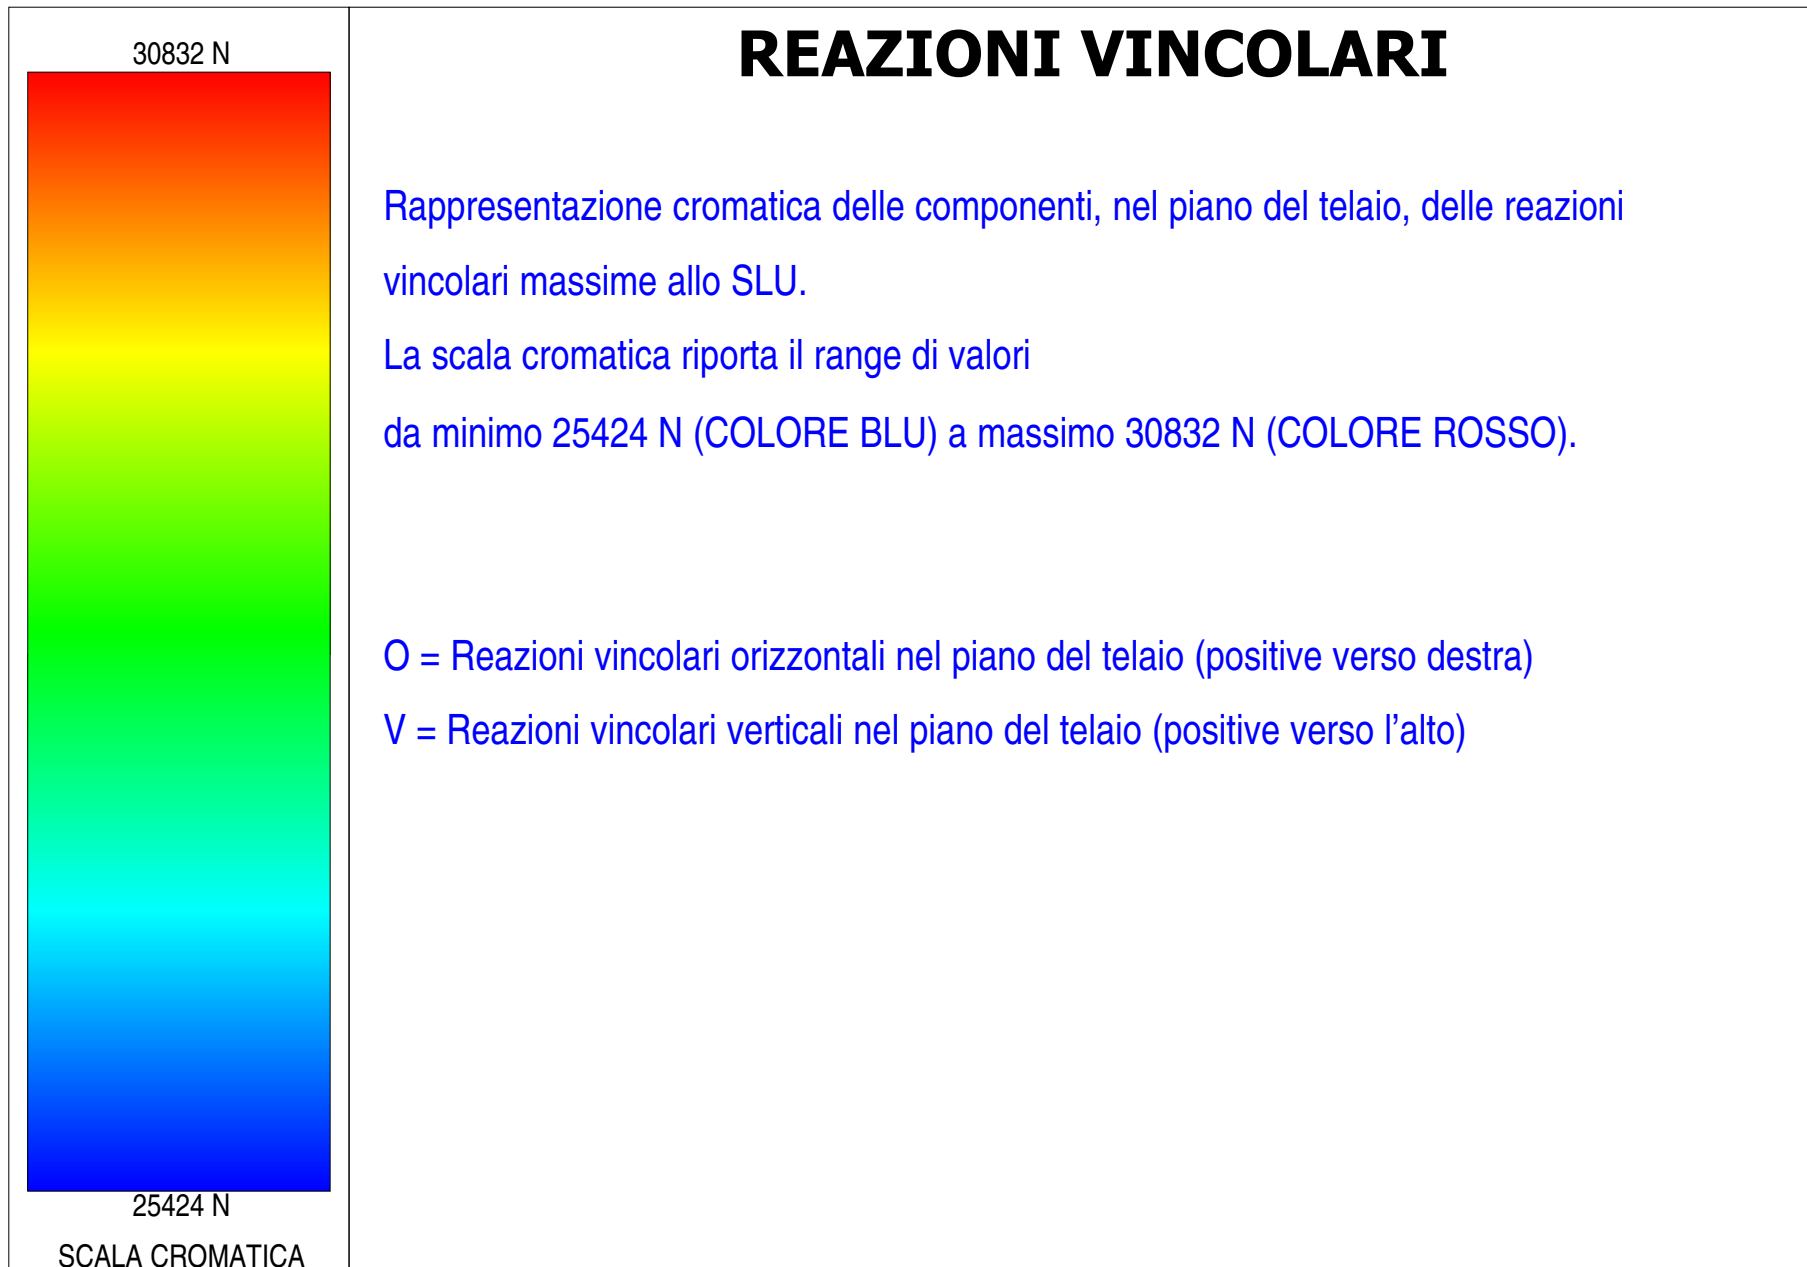 30832 N
25424 N
SCALA CROMATICA
REAZIONI VINCOLARI
Rappresentazione cromatica delle componenti, nel piano del telaio, delle reazioni
vincolari massime allo SLU.
La scala cromatica riporta il range di valori
da minimo 25424 N (COLORE BLU) a massimo 30832 N (COLORE ROSSO).
O = Reazioni vincolari orizzontali nel piano del telaio (positive verso destra)
V = Reazioni vincolari verticali nel piano del telaio (positive verso l'alto)